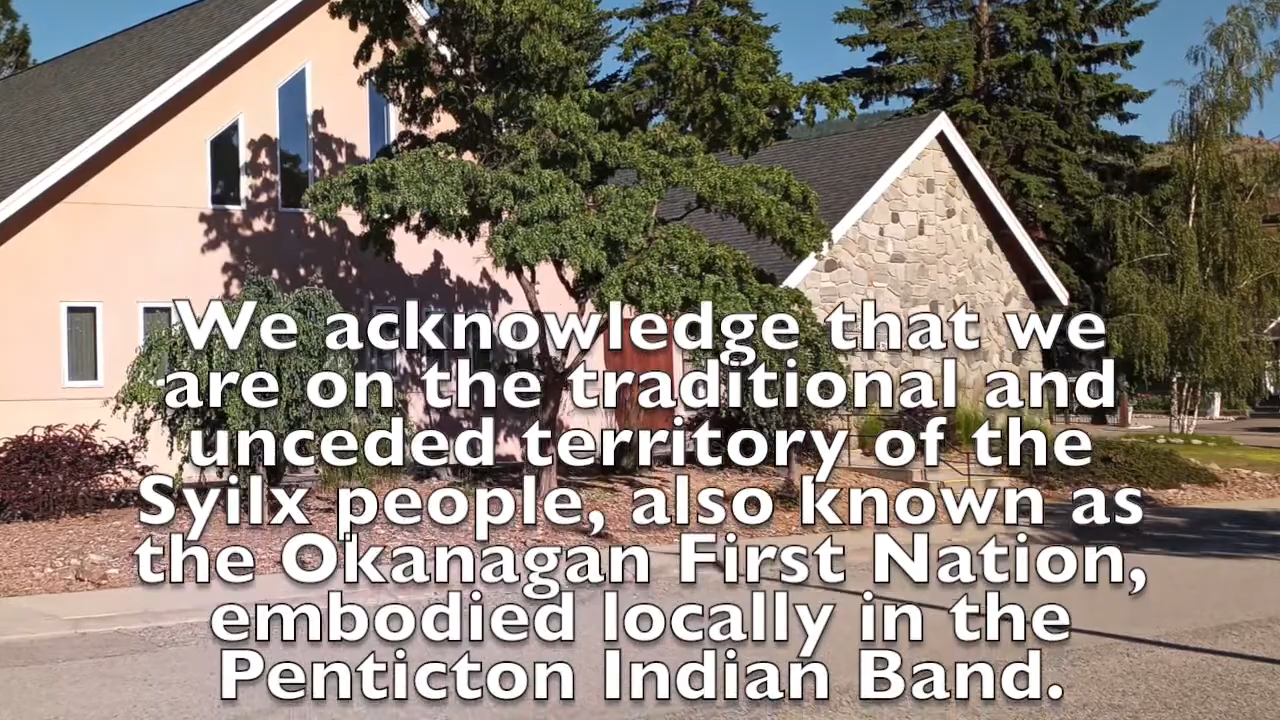 We acknowledge that we
are on the traditional and
unceded territory of the
Syilx people, also known as
the Okanagan First Nation,
embodied locally in the
Penticton Indian Band.